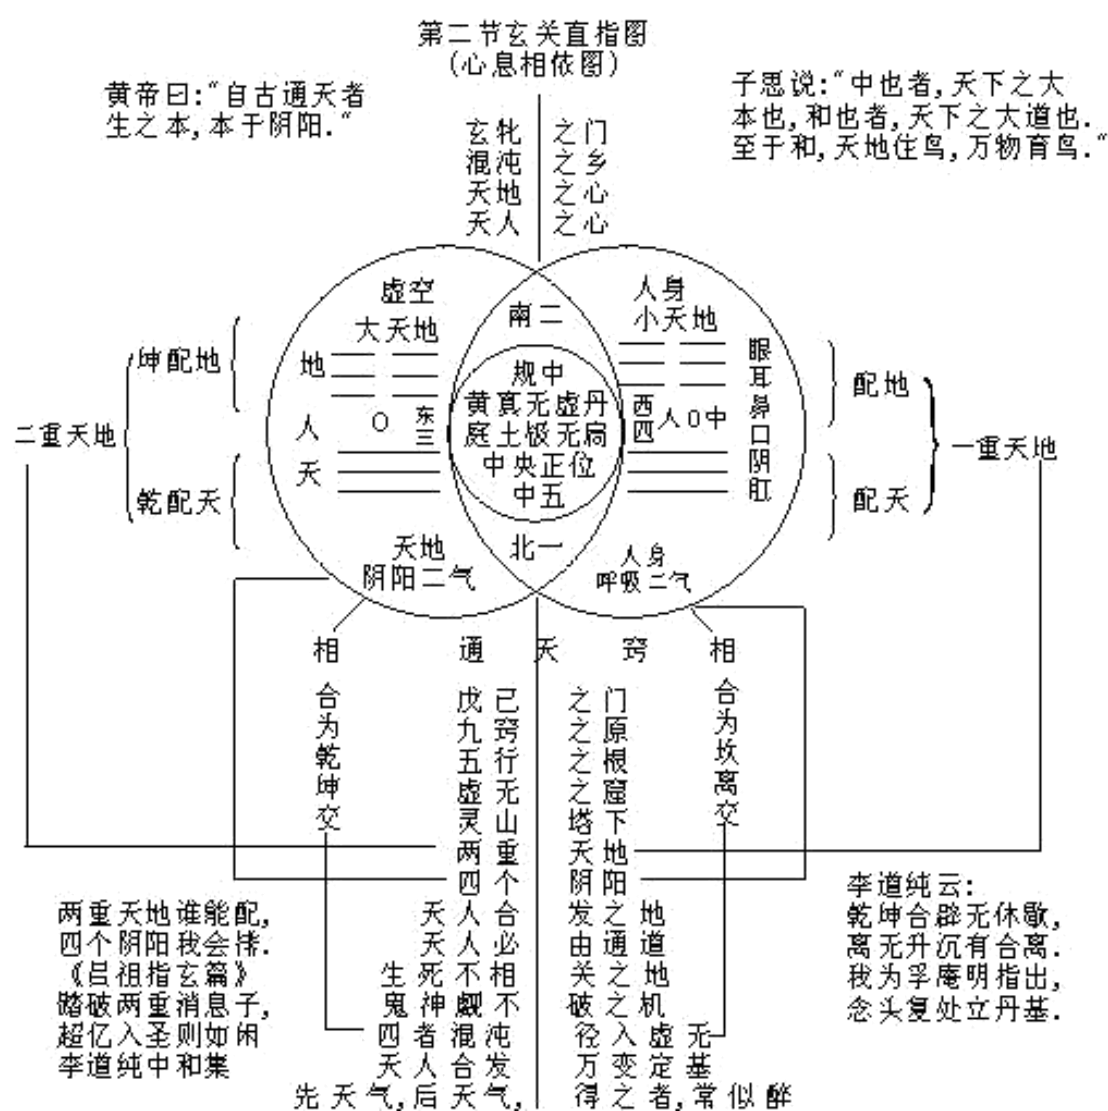 第二节玄关直指图
(心息相依图)
黄帝曰:"自古通天者
生之本,本于阴阳."
子思说:"中也者,天下之大
本也,和也者,天下之大道也.
至于和,天地住鸟,万物育鸟."
玄牝 之门
混沌 之乡
天地 之心
天人 之心
虚空
大天地
地
人 O 东三
天
天地
阴阳二气
南二
规中
黄真无虚丹
庭土极无局
中央正位
中五
北一
人身
小天地
西四 人O中
眼耳鼻口阴肛
人身
呼吸二气
坤配地
二重天地
乾配天
配地
一重天地
配天
相 通 天 窍 相
合为乾坤交
合为坎离交
戊己 之门
九窍 之原
五行 之根
虚无 之窟
灵山 塔下
两重 天地
四个 阴阳
天人合 发之地
天人必 由通道
生死不相 关之地
鬼神觑不 破之机
四者混沌 径入虚无
天人合发 万变定基
先天气,后天气, 得之者,常似醉
两重天地谁能配,
四个阴阳我会排.
《吕祖指玄篇》
踏破两重消息子,
超亿入圣则如闲
李道纯中和集
李道纯云:
乾坤合辟无休歇,
离无升沉有合离.
我为孚庵明指出,
念头复处立丹基.